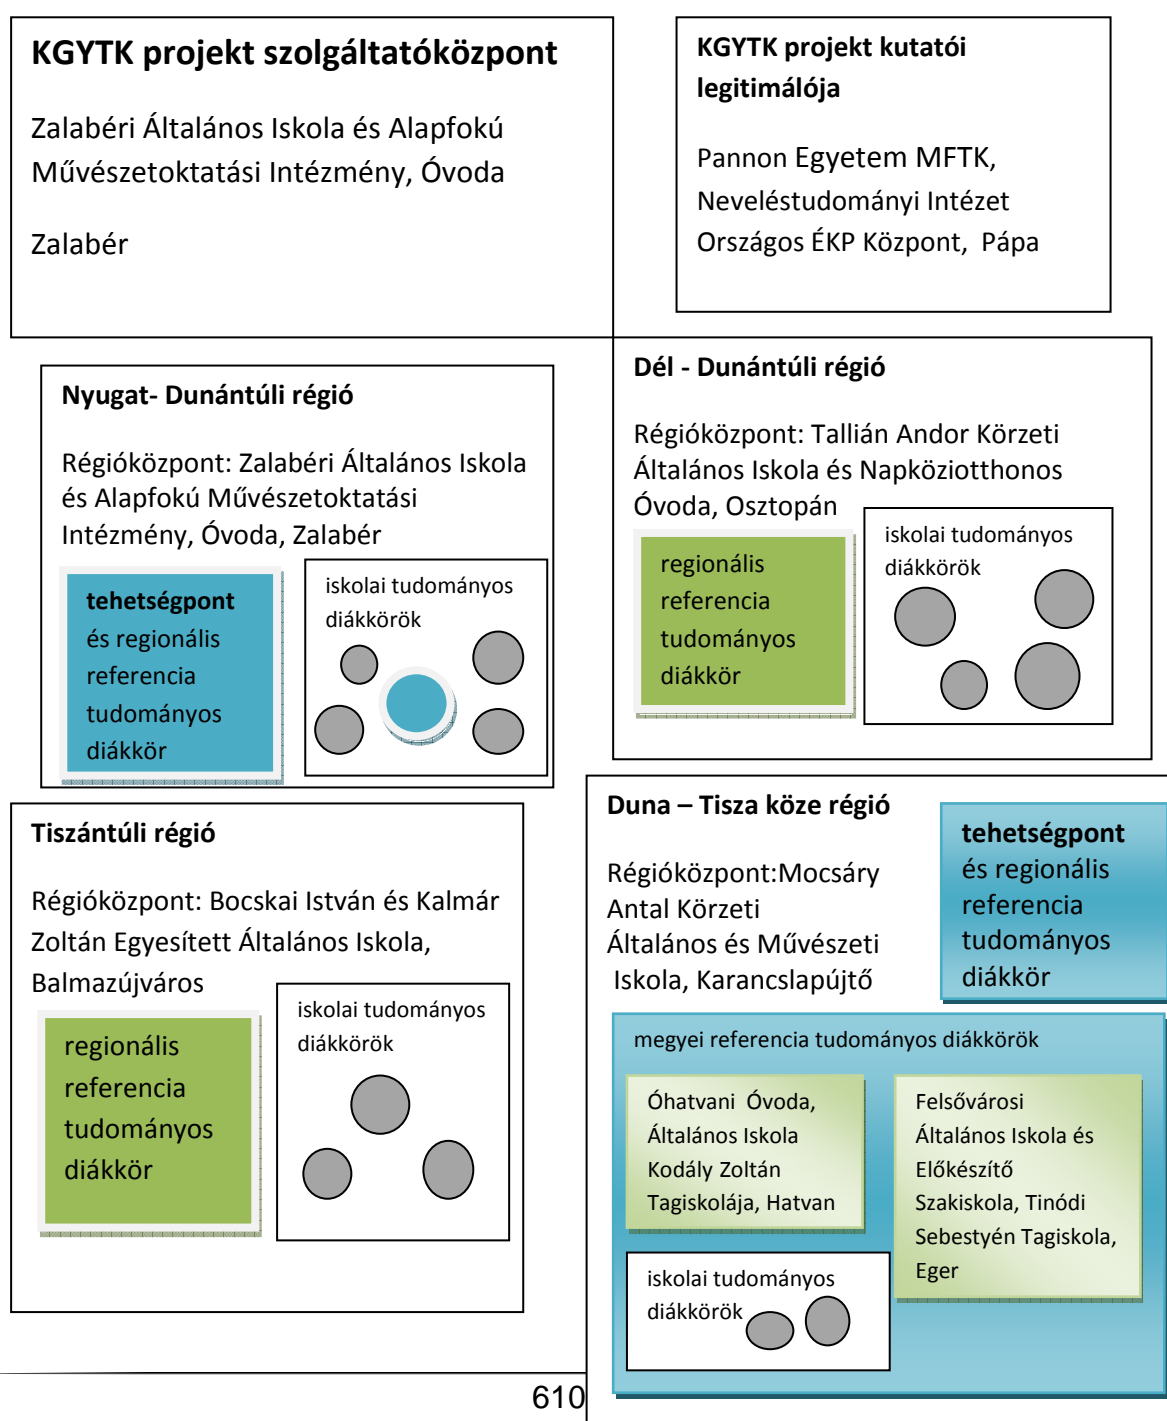 KGYTK projekt szolgáltatóközpont
Zalabéri Általános Iskola és Alapfokú
Művészetoktatási Intézmény, Óvoda
Zalabér
KGYTK projekt kutatói
legitimálója
Pannon Egyetem MFTK,
Neveléstudományi Intézet
Országos ÉKP Központ, Pápa
Nyugat- Dunántúli régió
Régióközpont: Zalabéri Általános Iskola
és Alapfokú Művészetoktatási
Intézmény, Óvoda, Zalabér
tehetségpont
és regionális
referencia
tudományos
diákkör
iskolai tudományos
diákkörök
Dél - Dunántúli régió
Régióközpont: Tallián Andor Körzeti
Általános Iskola és Napköziotthonos
Óvoda, Osztopán
regionális
referencia
tudományos
diákkör
iskolai tudományos
diákkörök
Tiszántúli régió
Régióközpont: Bocskai István és Kalmár
Zoltán Egyesített Általános Iskola,
Balmazújváros
regionális
referencia
tudományos
diákkör
iskolai tudományos
diákkörök
Duna – Tisza köze régió
Régióközpont:Mocsáry
Antal Körzeti
Általános és Művészeti
Iskola, Karancslapújtő
tehetségpont
és regionális
referencia
tudományos
diákkör
megyei referencia tudományos diákkörök
Óhatvani Óvoda,
Általános Iskola
Kodály Zoltán
Tagiskolája, Hatvan
Felsővárosi
Általános Iskola és
Előkészítő
Szakiskola, Tinódi
Sebestyén Tagiskola,
Eger
iskolai tudományos
diákkörök
610